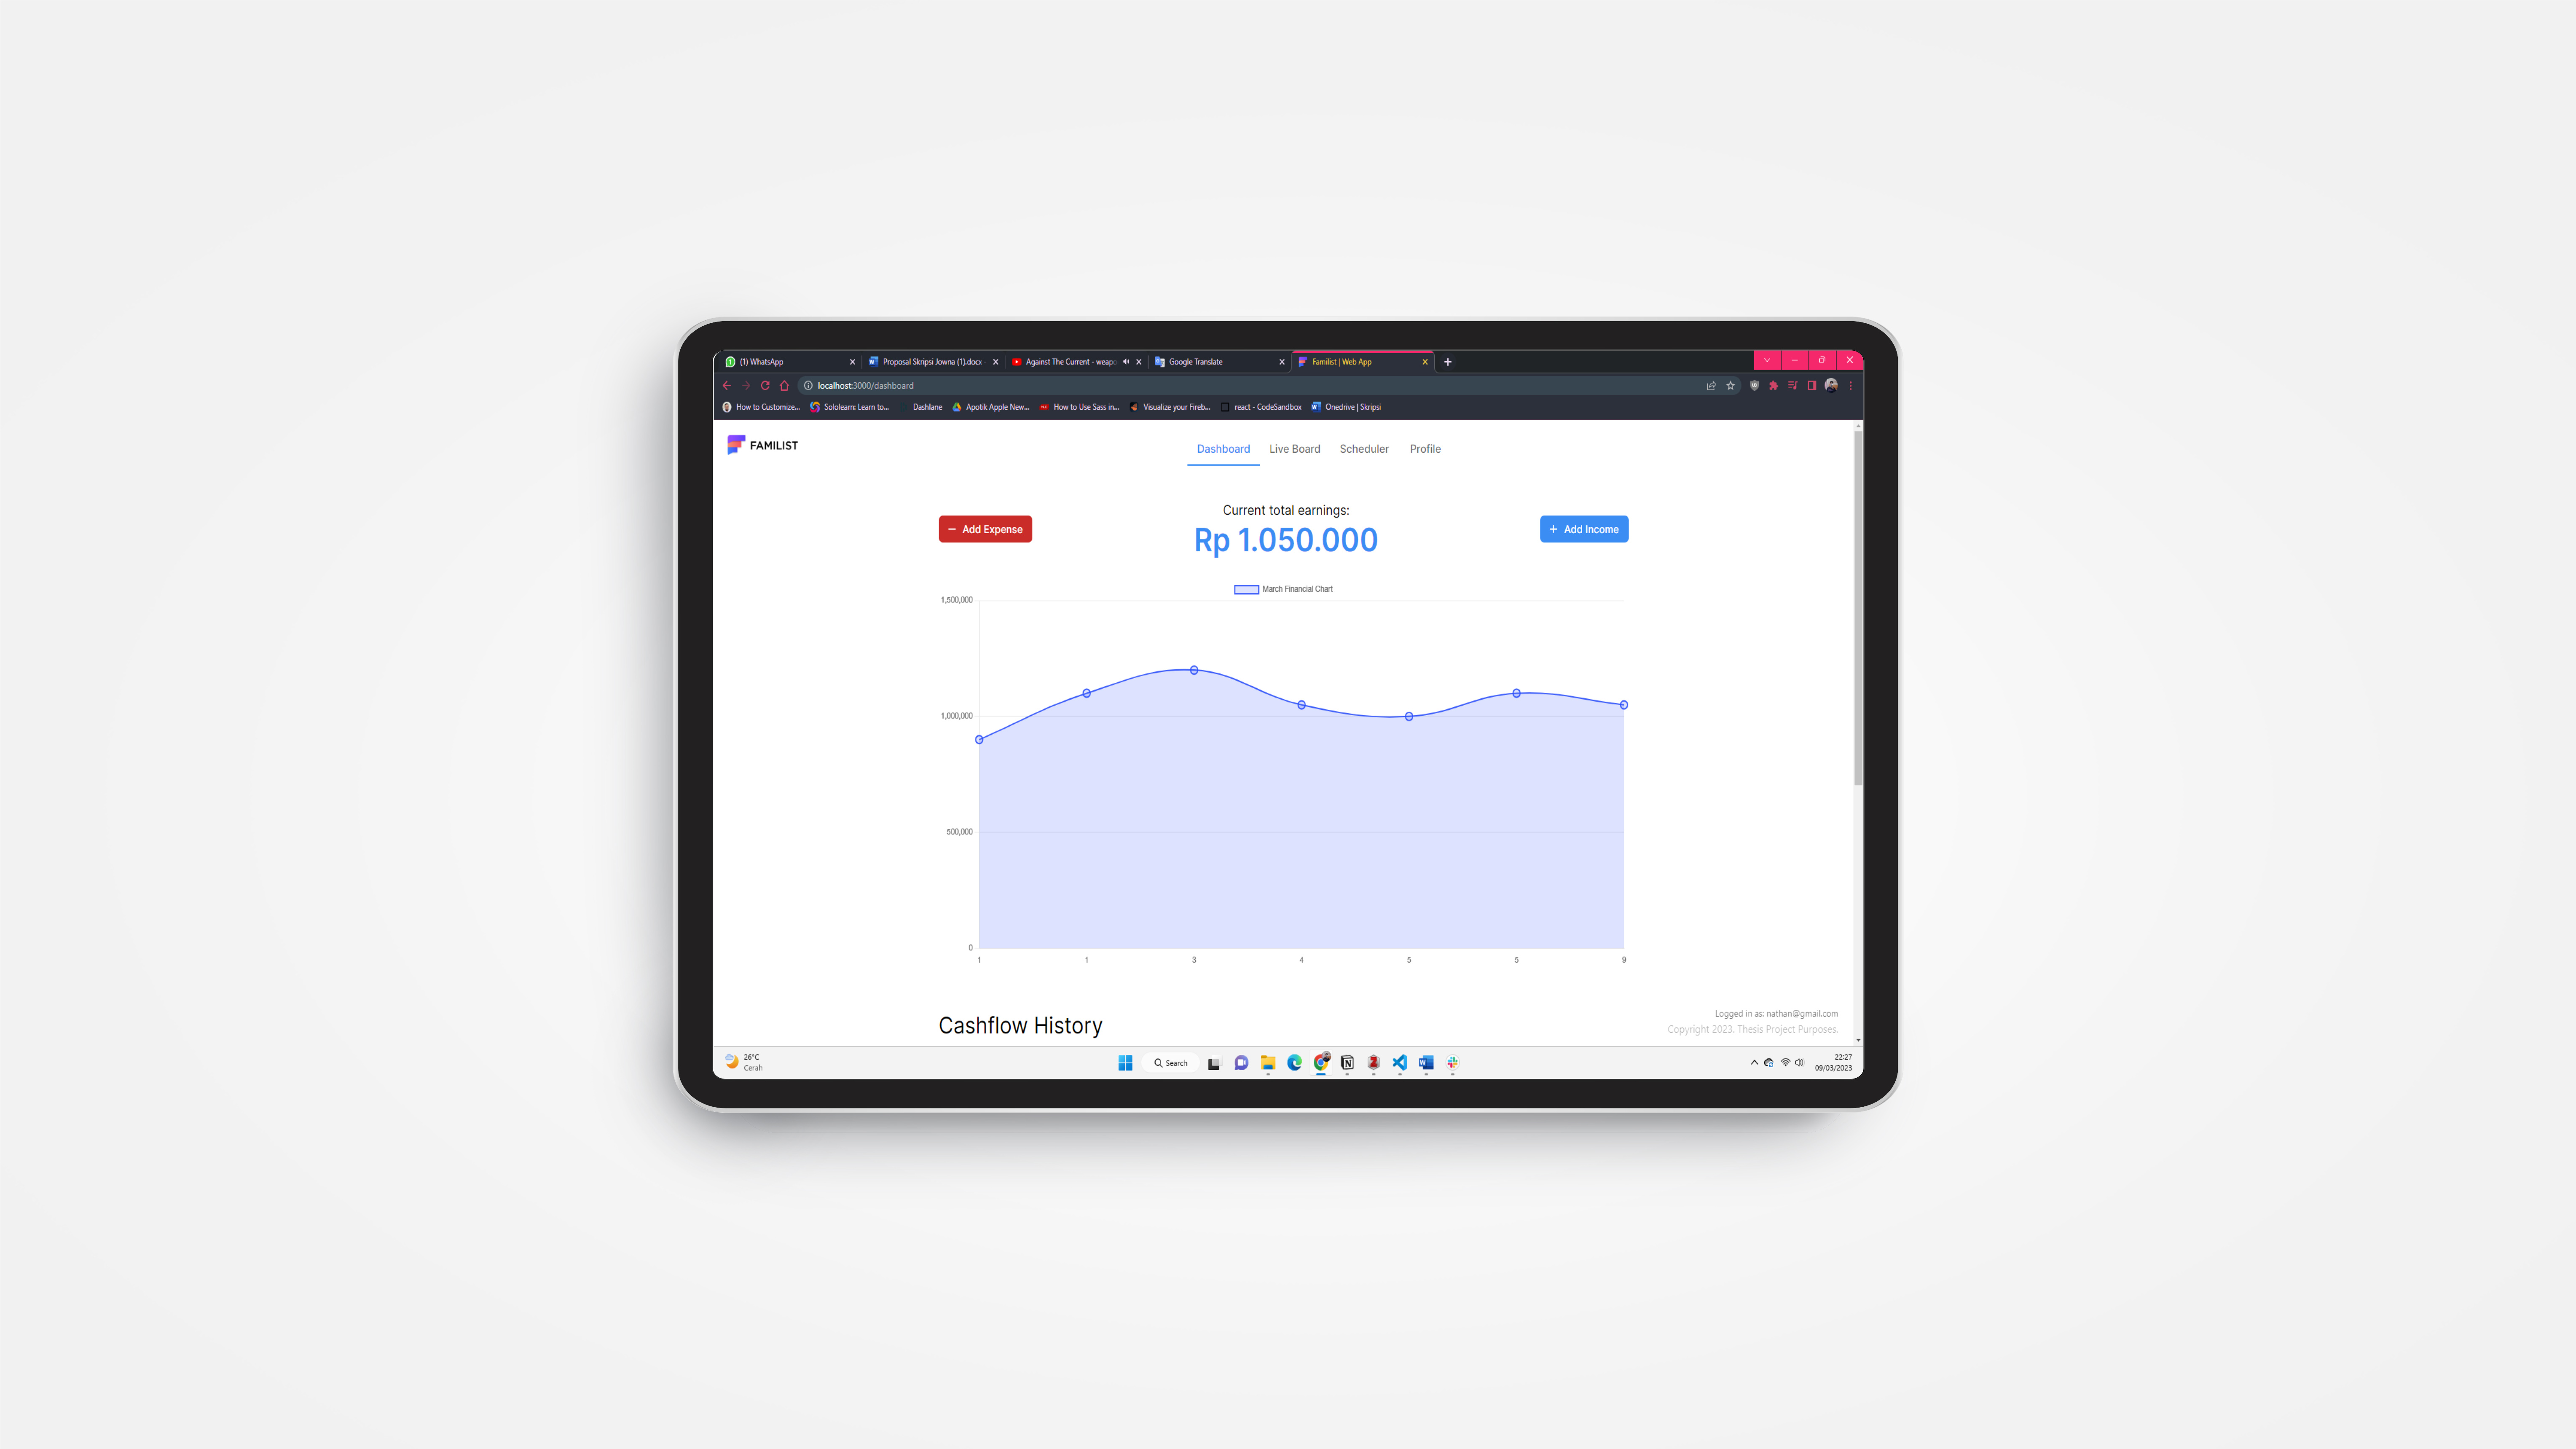 (1) WhatsApp
Proposal Skripsi Jowna (1).docx -
Against The Current - weapo
Google Translate
Familist | Web App
localhost:3000/dashboard
How to Customize...
Sololearn: Learn to...
Dashlane
Apotik Apple New...
How to Use Sass in...
Visualize your Fireb...
react - CodeSandbox
Onedrive | Skripsi
FAMILIST
Dashboard
Live Board
Scheduler
Profile
Current total earnings:
Add Expense
Rp 1.050.000
Add Income
March Financial Chart
1,500,000
1,000,000
500,000
0
1 1 3 4 5 5 9
Cashflow History
Logged in as: nathan@gmail.com
Copyright 2023. Thesis Project Purposes.
26°C
Cerah
Search
22:27
09/03/2023